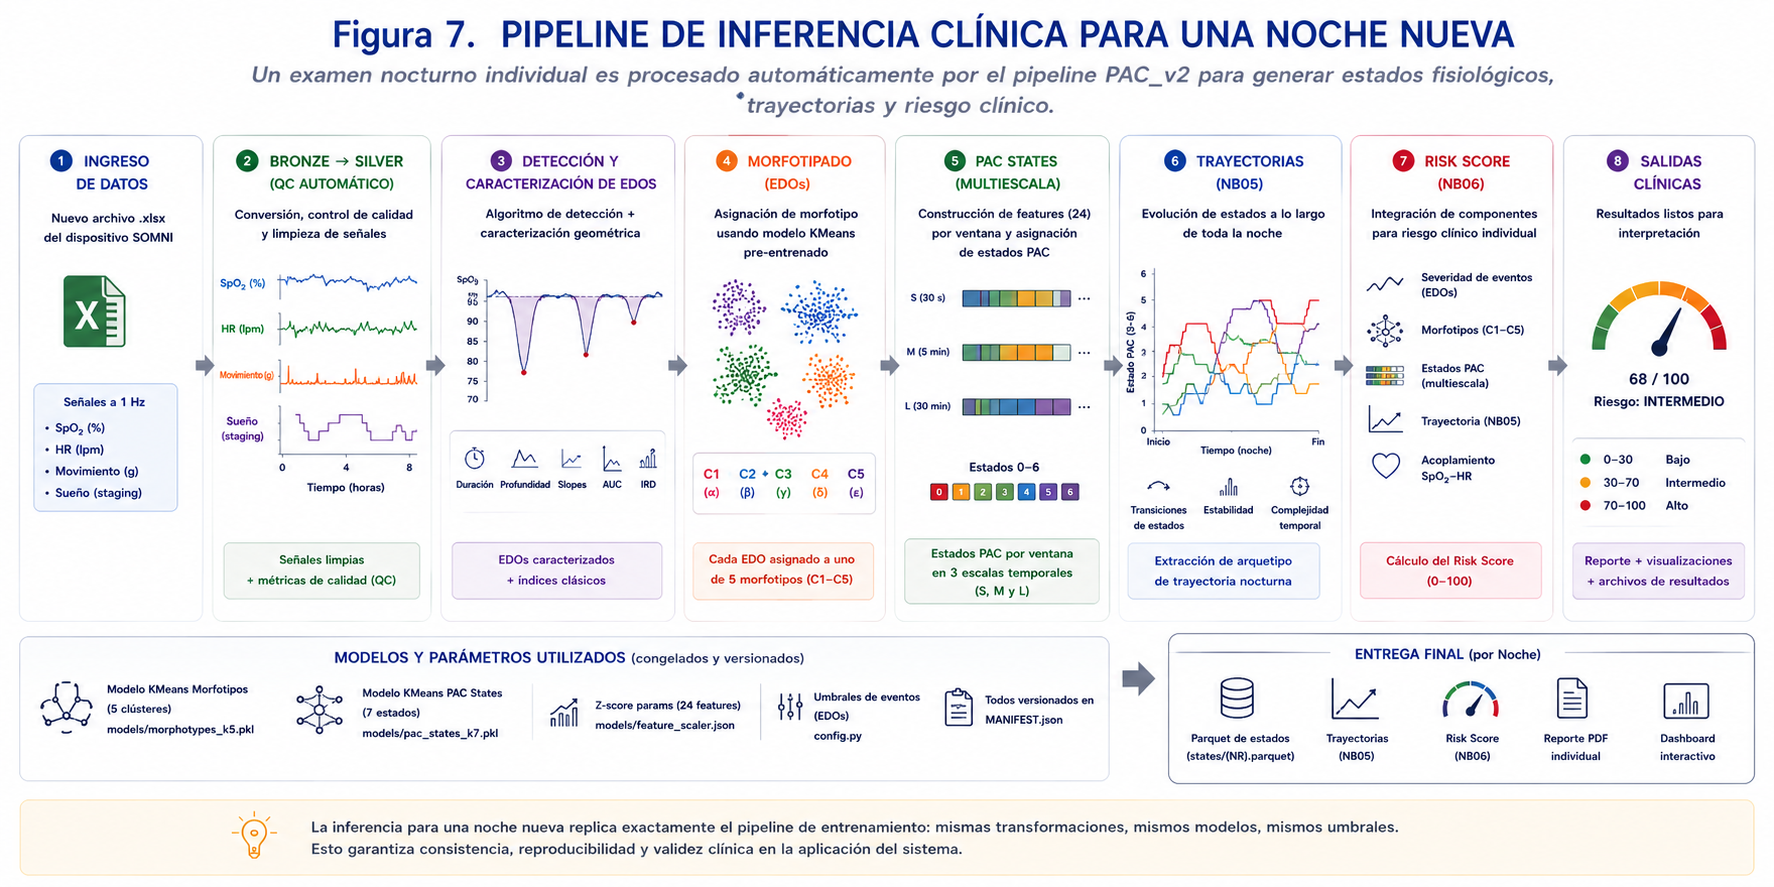 Figura 7. PIPELINE DE INFERENCIA CLÍNICA PARA UNA NOCHE NUEVA
Un examen nocturno individual es procesado automáticamente por el pipeline PAC_v2 para generar estados fisiológicos,
trayectorias y riesgo clínico.
1 INGRESO
DE DATOS
Nuevo archivo .xlsx
del dispositivo SOMNI
X
Señales a 1 Hz
• SpO₂ (%)
• HR (lpm)
• Movimiento (g)
• Sueño (staging)
2 BRONZE → SILVER
(QC AUTOMÁTICO)
Conversión, control de calidad
y limpieza de señales
SpO₂ (%)
HR (lpm)
Movimiento(g)
Sueño
(staging)
0 4 8
Tiempo (horas)
Señales limpias
+ métricas de calidad (QC)
3 DETECCIÓN Y
CARACTERIZACIÓN DE EDOS
Algoritmo de detección +
caracterización geométrica
95
90
85
80
75
70
Duración Profundidad Slopes AUC IRD
EDOs caracterizados
+ índices clásicos
4 MORFOTIPADO
(EDOs)
Asignación de morfotipo
usando modelo KMeans
pre-entrenado
C1 C2 + C3 C4 C5
(α) (β) (γ) (δ) (ε)
Cada EDO asignado a uno
de 5 morfotipos (C1–C5)
5 PAC STATES
(MULTIESCALA)
Construcción de features (24)
por ventana y asignación
de estados PAC
S (30 s) ...
M (5 min) ...
L (30 min) ...
Estados 0–6
0 1 2 3 4 5 6
Estados PAC por ventana
en 3 escalas temporales
(S, M y L)
6 TRAYECTORIAS
(NB05)
Evolución de estados a lo largo
de toda la noche
Estado PAC
6
5
4
3
2
1
0
Inicio Fin
Tiempo (noche)
Transiciones
de estados
Estabilidad
Complejidad
temporal
Extracción de arquetipo
de trayectoria nocturna
7 RISK SCORE
(NB06)
Integración de componentes
para riesgo clínico individual
Severidad de eventos
(EDOs)
Morfotipos (C1–C5)
Estados PAC
(multiescala)
Trayectoria (NB05)
Acoplamiento
SpO₂–HR
Cálculo del Risk Score
(0–100)
8 SALIDAS
CLÍNICAS
Resultados listos para
interpretación
68 / 100
Riesgo: INTERMEDIO
0–30 Bajo
30–70 Intermedio
70–100 Alto
Reporte + visualizaciones
+ archivos de resultados
MODELOS Y PARÁMETROS UTILIZADOS (congelados y versionados)
Modelo KMeans Morfotipos
(5 clústeres)
models/morphotypes_k5.pkl
Modelo KMeans PAC States
(7 estados)
models/pac_states_k7.pkl
Z-score params (24 features)
models/feature_scaler.json
Umbrales de eventos
(EDOs)
config.py
Todos versionados en
MANIFEST.json
ENTREGA FINAL (por Noche)
Parquet de estados
(states/(NR).parquet)
Trayectorias
(NB05)
Risk Score
(NB06)
Reporte PDF
individual
Dashboard
interactivo
La inferencia para una noche nueva replica exactamente el pipeline de entrenamiento: mismas transformaciones, mismos modelos, mismos umbrales.
Esto garantiza consistencia, reproducibilidad y validez clínica en la aplicación del sistema.